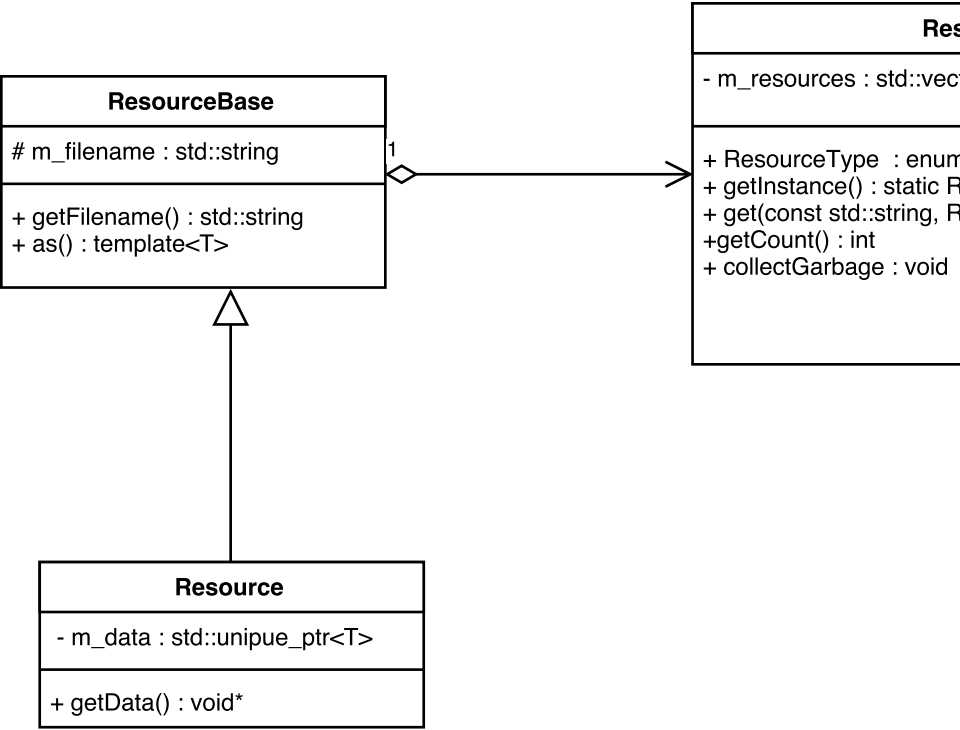 ResourceBase
# m_filename : std::string
+ getFilename() : std::string
+ as() : template<T>
1
Res
- m_resources : std::vect
+ ResourceType : enum
+ getInstance() : static R
+ get(const std::string, R
+getCount() : int
+ collectGarbage : void
Resource
- m_data : std::unipue_ptr<T>
+ getData() : void*